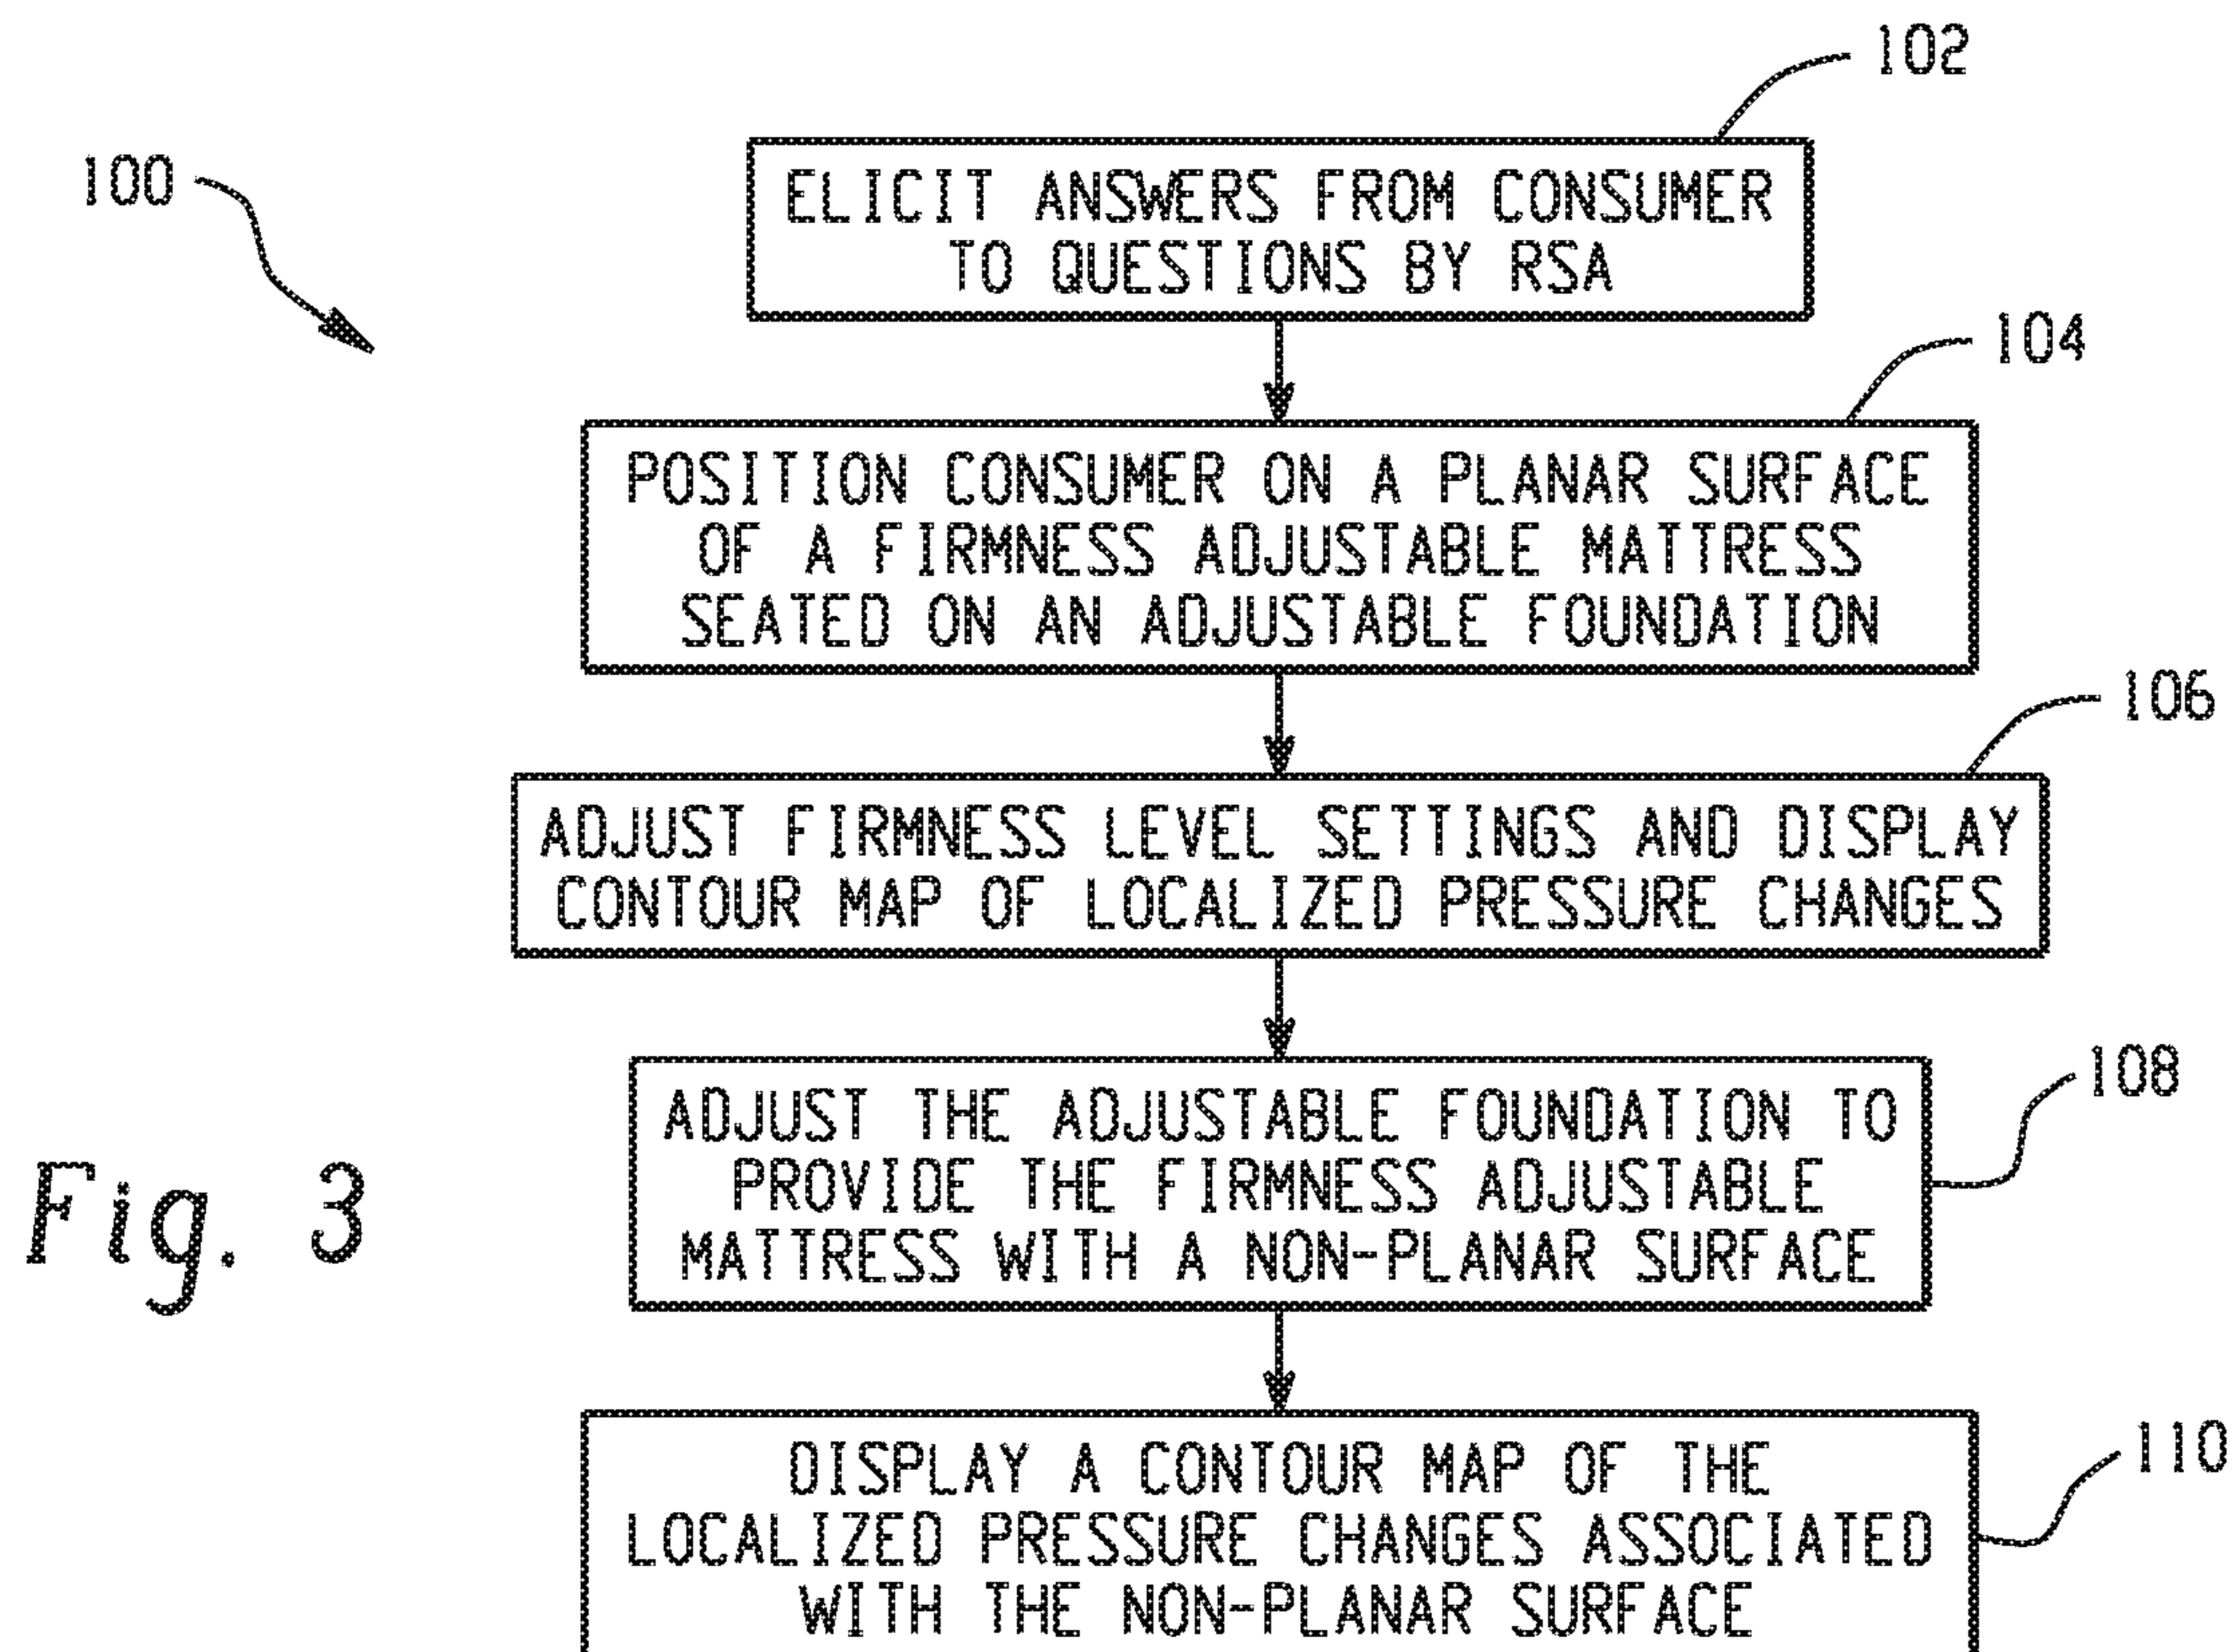 102
100
ELICIT ANSWERS FROM CONSUMER
TO QUESTIONS BY RSA
104
POSITION CONSUMER ON A PLANAR SURFACE
OF A FIRMNESS ADJUSTABLE MATTRESS
SEATED ON AN ADJUSTABLE FOUNDATION
106
ADJUST FIRMNESS LEVEL SETTINGS AND DISPLAY
CONTOUR MAP OF LOCALIZED PRESSURE CHANGES
108
ADJUST THE ADJUSTABLE FOUNDATION TO
PROVIDE THE FIRMNESS ADJUSTABLE
MATTRESS WITH A NON-PLANAR SURFACE
Fig. 3
110
DISPLAY A CONTOUR MAP OF THE
LOCALIZED PRESSURE CHANGES ASSOCIATED
WITH THE NON-PLANAR SURFACE